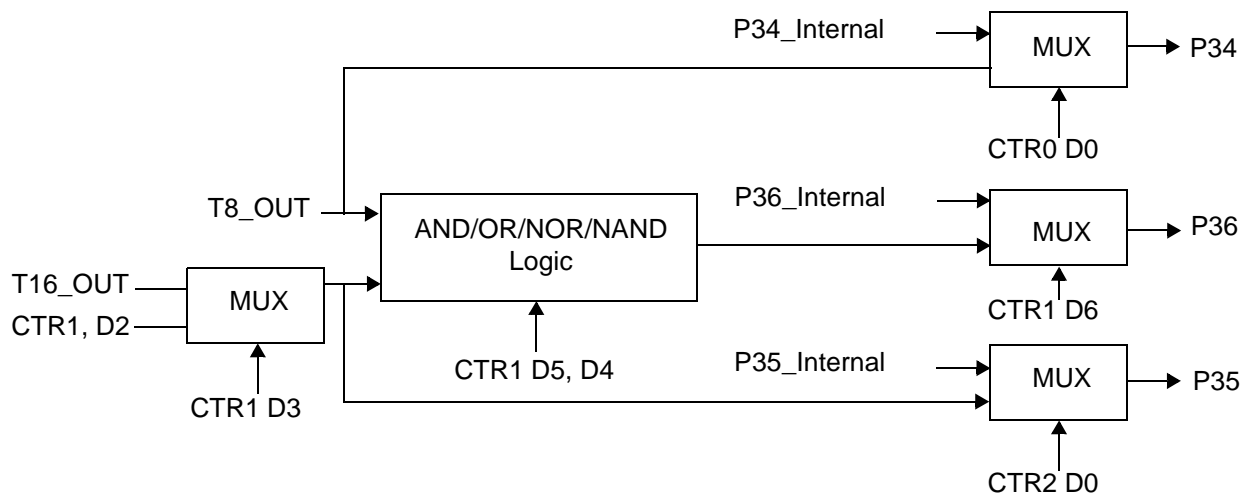 P34_Internal
MUX
P34
CTR0 D0
T8_OUT
AND/OR/NOR/NAND
Logic
P36_Internal
MUX
P36
T16_OUT
MUX
CTR1, D2
CTR1 D6
CTR1 D5, D4
P35_Internal
MUX
P35
CTR1 D3
CTR2 D0